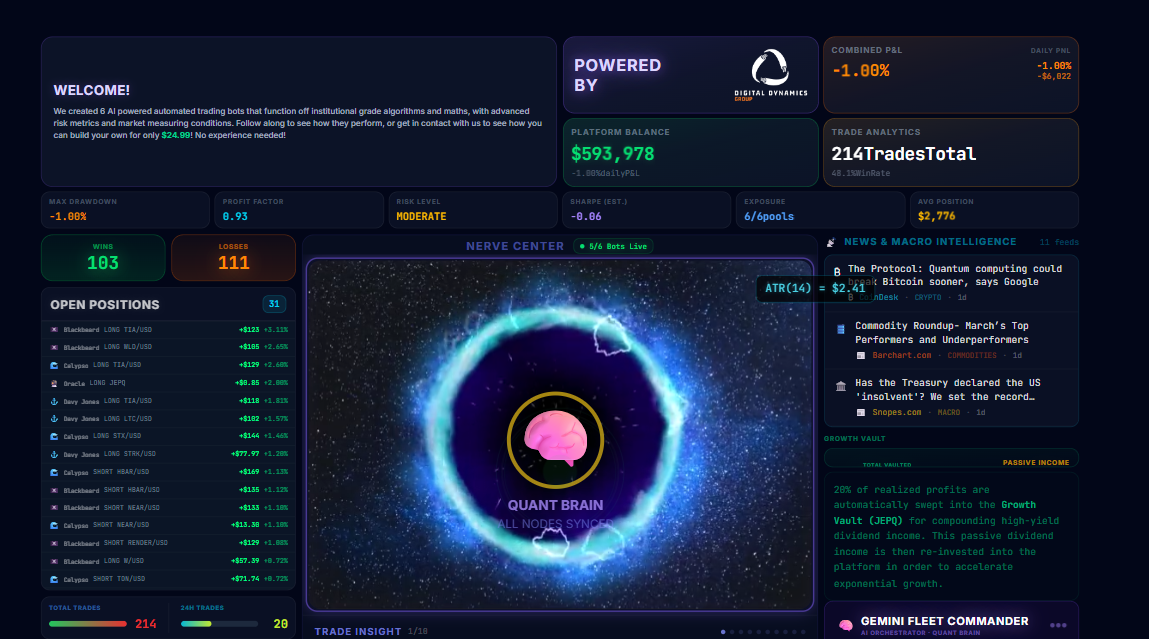 WELCOME!
We created 6 AI powered automated trading bots that function off institutional grade algorithms and maths, with advanced
risk metrics and market measuring conditions. Follow along to see how they perform, or get in contact with us to see how you
can build your own for only $24.99! No experience needed!
POWERED
BY
DIGITAL DYNAMICS
GROUP
COMBINED P&L
-1.00%
DAILY PNL
-1.00%
-$6,022
PLATFORM BALANCE
$593,978
-1.00%dailyP&L
TRADE ANALYTICS
214TradesTotal
48.1%WinRate
MAX DRAWDOWN
-1.00%
PROFIT FACTOR
0.93
RISK LEVEL
MODERATE
SHARPE (EST.)
-0.06
EXPOSURE
6/6pools
AVG POSITION
$2,776
WINS
103
LOSSES
111
OPEN POSITIONS
31
Blackbeard LONG TIA/USD +$123 +3.11%
Blackbeard LONG WLD/USD +$105 +2.65%
Calypso LONG TIA/USD +$129 +2.60%
Oracle LONG JEPQ +$0.85 +2.00%
Davy Jones LONG TIA/USD +$118 +1.81%
Davy Jones LONG LTC/USD +$102 +1.57%
Calypso LONG STX/USD +$144 +1.46%
Davy Jones LONG STRK/USD +$77.97 +1.20%
Calypso SHORT HBAR/USD +$169 +1.13%
Blackbeard SHORT HBAR/USD +$135 +1.12%
Blackbeard SHORT NEAR/USD +$133 +1.10%
Calypso SHORT NEAR/USD +$13.30 +1.10%
Blackbeard SHORT RENDER/USD +$129 +1.08%
Blackbeard LONG W/USD +$57.39 +0.72%
Calypso SHORT TON/USD +$71.74 +0.72%
TOTAL TRADES
214
24H TRADES
20
NERVE CENTER
5/6 Bots Live
ATR(14) = $2.41
QUANT BRAIN
ALL NODES SYNCED
TRADE INSIGHT 1/10
NEWS & MACRO INTELLIGENCE
11 feeds
The Protocol: Quantum computing could
break Bitcoin sooner, says Google
CoinDesk · CRYPTO · 1d
Commodity Roundup- March's Top
Performers and Underperformers
Barchart.com · COMMODITIES · 1d
Has the Treasury declared the US
'insolvent'? We set the record…
Snopes.com · MACRO · 1d
GROWTH VAULT
TOTAL VAULTED
PASSIVE INCOME
20% of realized profits are
automatically swept into the Growth
Vault (JEPQ) for compounding high-yield
dividend income. This passive dividend
income is then re-invested into the
platform in order to accelerate
exponential growth.
GEMINI FLEET COMMANDER
AI ORCHESTRATOR · QUANT BRAIN